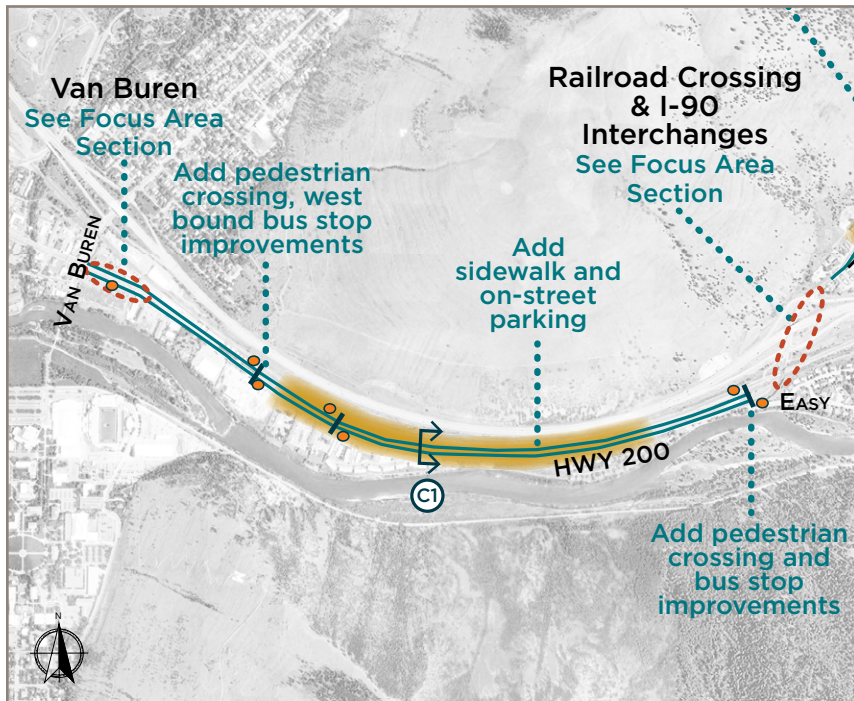 Van Buren
See Focus Area
Section
Add pedestrian
crossing, west
bound bus stop
improvements
Railroad Crossing
& I-90
Interchanges
See Focus Area
Section
Add
sidewalk and
on-street
parking
VAN BUREN
EASY
HWY 200
C1
Add pedestrian
crossing and
bus stop
improvements
N